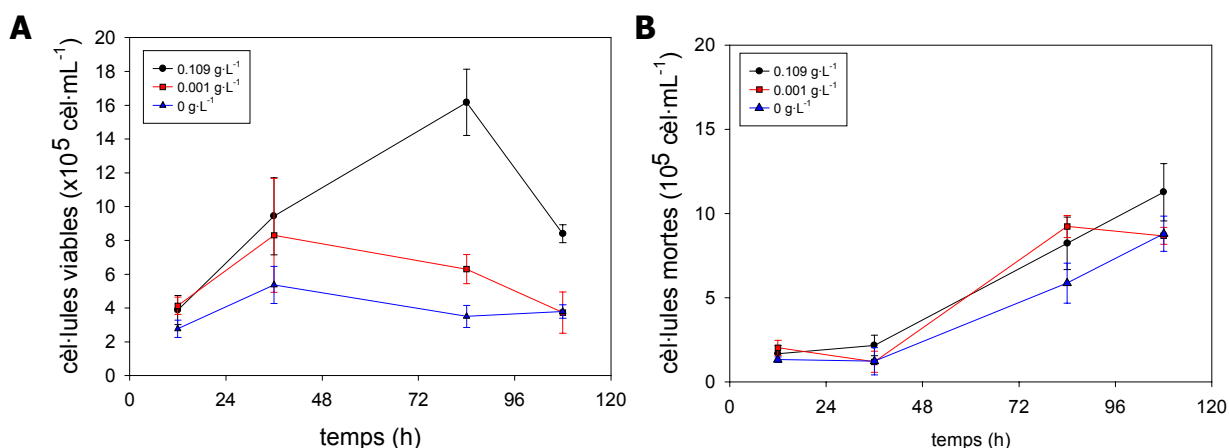 A
cèl·lules viables (x10⁵ cèl·mL⁻¹)
20
18
16
14
12
10
8
6
4
2
0
0.109 g·L⁻¹
0.001 g·L⁻¹
0 g·L⁻¹
0 24 48 72 96 120
temps (h)
B
cèl·lules mortes (10⁵ cèl·mL⁻¹)
20
15
10
5
0
0.109 g·L⁻¹
0.001 g·L⁻¹
0 g·L⁻¹
0 24 48 72 96 120
temps (h)